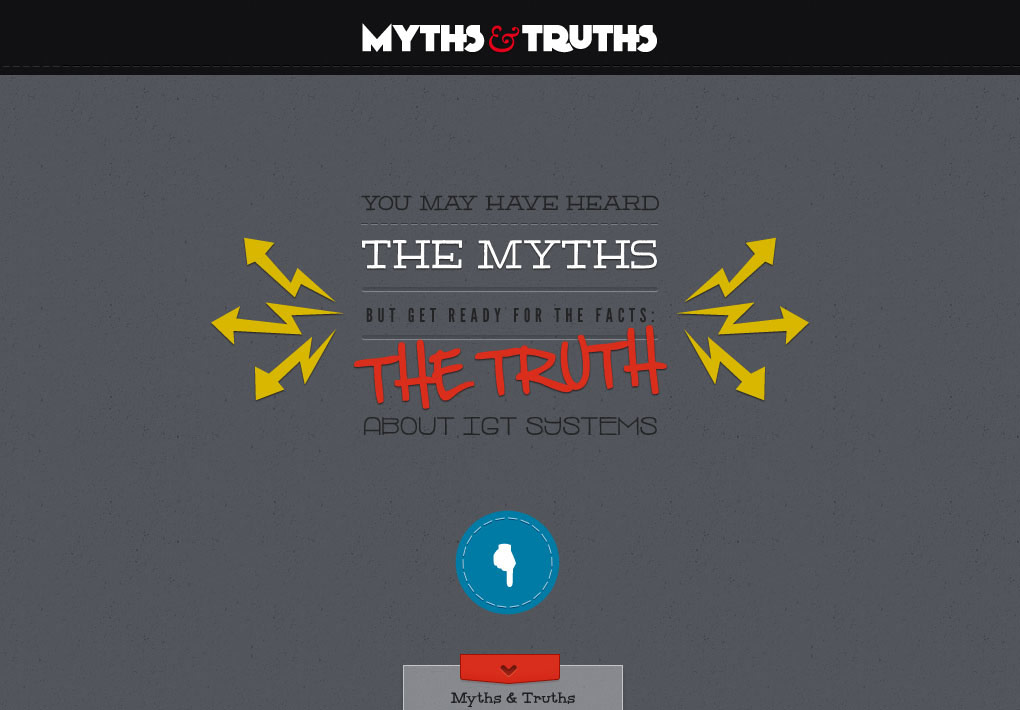 MYTHS & TRUTHS
YOU MAY HAVE HEARD
THE MYTHS
BUT GET READY FOR THE FACTS:
THE TRUTH
ABOUT IGT SYSTEMS
Myths & Truths